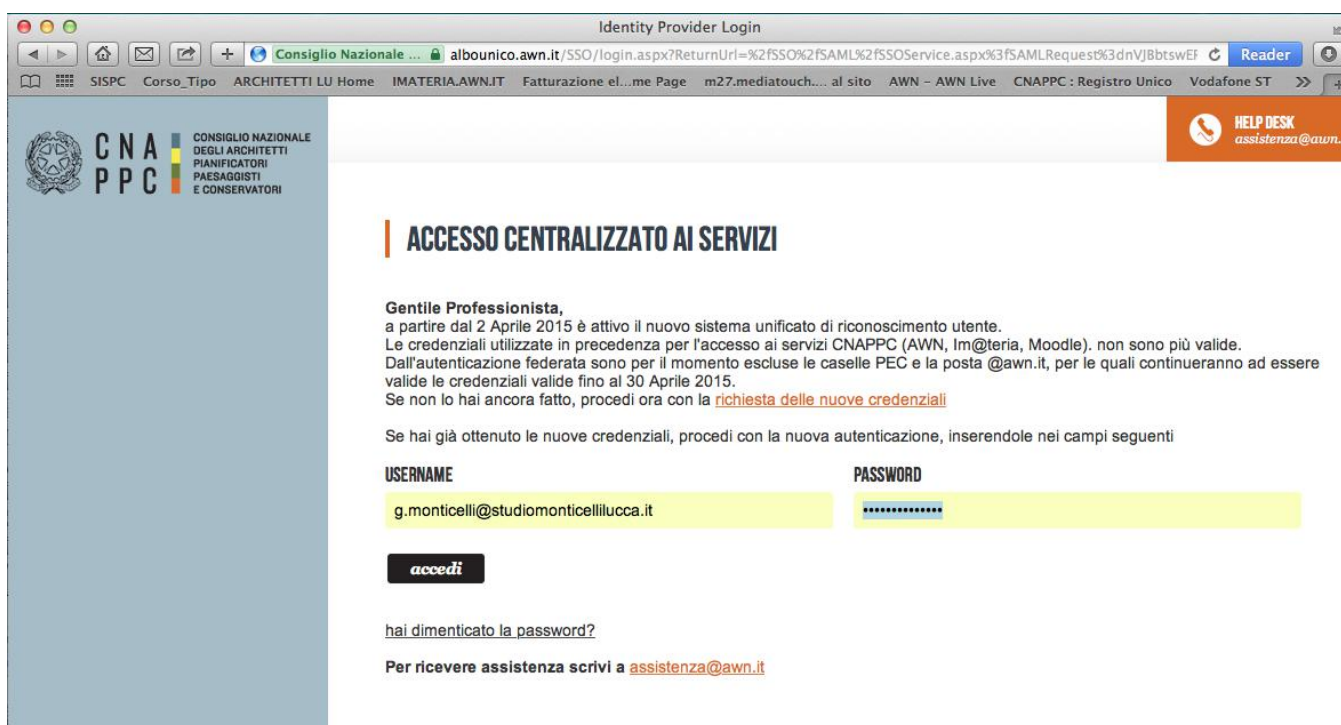 Identity Provider Login
Consiglio Nazionale ... albounico.awn.it/SSO/login.aspx?ReturnUrl=%2fSSO%2fSAML%2fSSOService.aspx%3fSAMLRequest%3dnVJBbtswEF Reader
SISPC Corso_Tipo ARCHITETTI LU Home IMATERIA.AWN.IT Fatturazione el...me Page m27.mediatouch.... al sito AWN – AWN Live CNAPPC : Registro Unico Vodafone ST >>
HELP DESK
assistenza@awn.
CNA
PPC
CONSIGLIO NAZIONALE
DEGLI ARCHITETTI
PIANIFICATORI
PAESAGGISTI
E CONSERVATORI
ACCESSO CENTRALIZZATO AI SERVIZI
Gentile Professionista,
a partire dal 2 Aprile 2015 è attivo il nuovo sistema unificato di riconoscimento utente.
Le credenziali utilizzate in precedenza per l'accesso ai servizi CNAPPC (AWN, Im@teria, Moodle). non sono più valide.
Dall'autenticazione federata sono per il momento escluse le caselle PEC e la posta @awn.it, per le quali continueranno ad essere
valide le credenziali valide fino al 30 Aprile 2015.
Se non lo hai ancora fatto, procedi ora con la richiesta delle nuove credenziali
Se hai già ottenuto le nuove credenziali, procedi con la nuova autenticazione, inserendole nei campi seguenti
USERNAME PASSWORD
g.monticelli@studiomonticellilucca.it ••••••••••••••
accedi
hai dimenticato la password?
Per ricevere assistenza scrivi a assistenza@awn.it